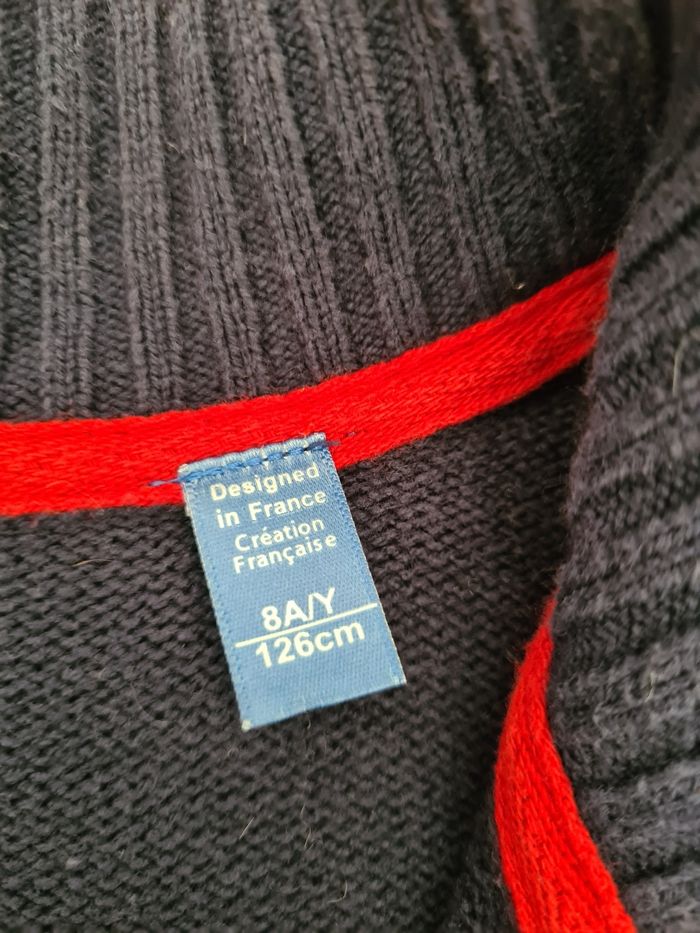 Designed
in France
Création
Française
8A/Y
126cm